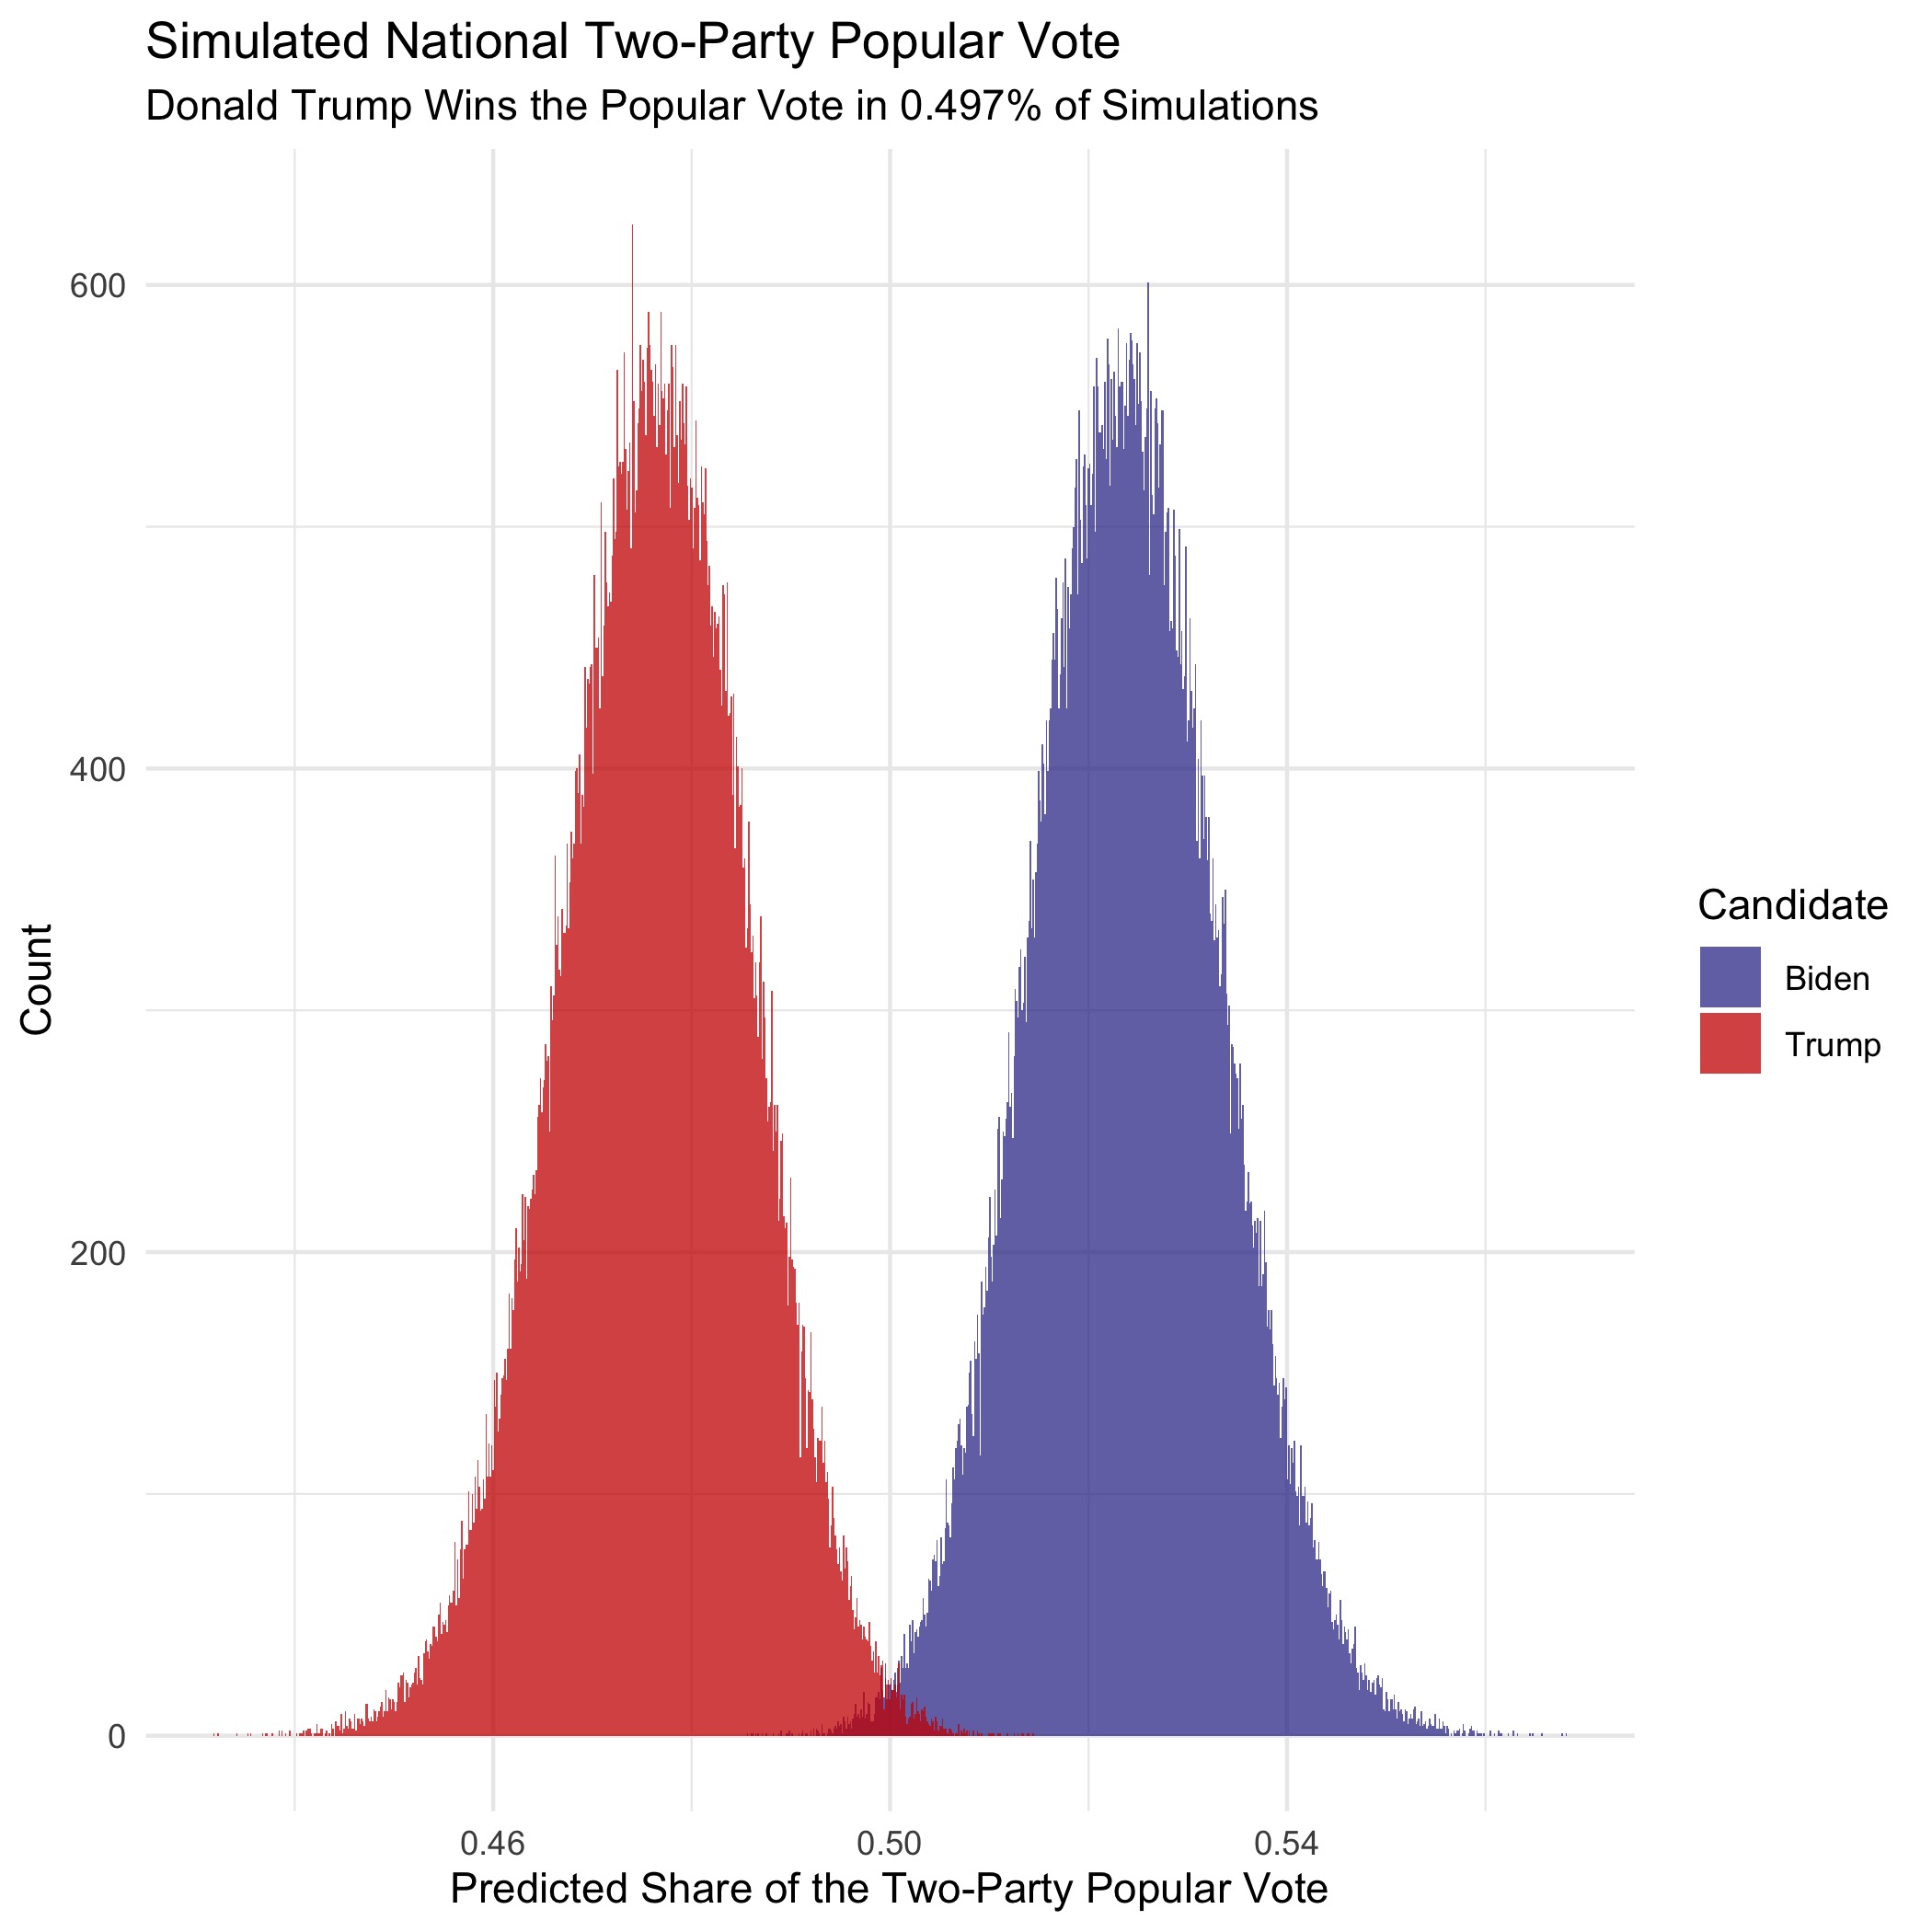 Simulated National Two-Party Popular Vote
Donald Trump Wins the Popular Vote in 0.497% of Simulations
600
400
200
0
Count
0.46 0.50 0.54
Predicted Share of the Two-Party Popular Vote
Candidate
Biden
Trump